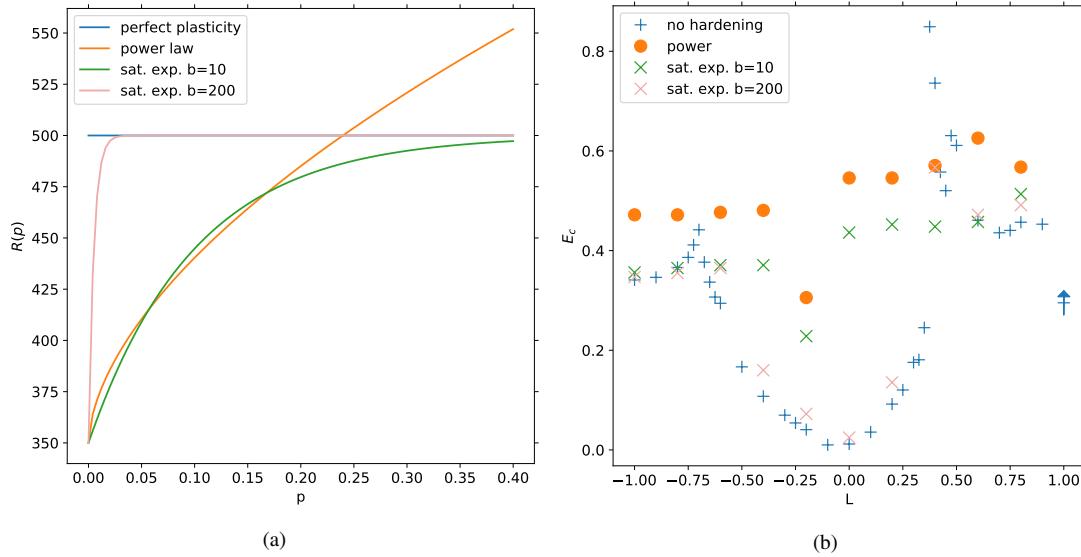 perfect plasticity
power law
sat. exp. b=10
sat. exp. b=200
R(p)
550
525
500
475
450
425
400
375
350
0.00 0.05 0.10 0.15 0.20 0.25 0.30 0.35 0.40
p
(a)
no hardening
power
sat. exp. b=10
sat. exp. b=200
E_c
0.8
0.6
0.4
0.2
0.0
−1.00 −0.75 −0.50 −0.25 0.00 0.25 0.50 0.75 1.00
L
(b)